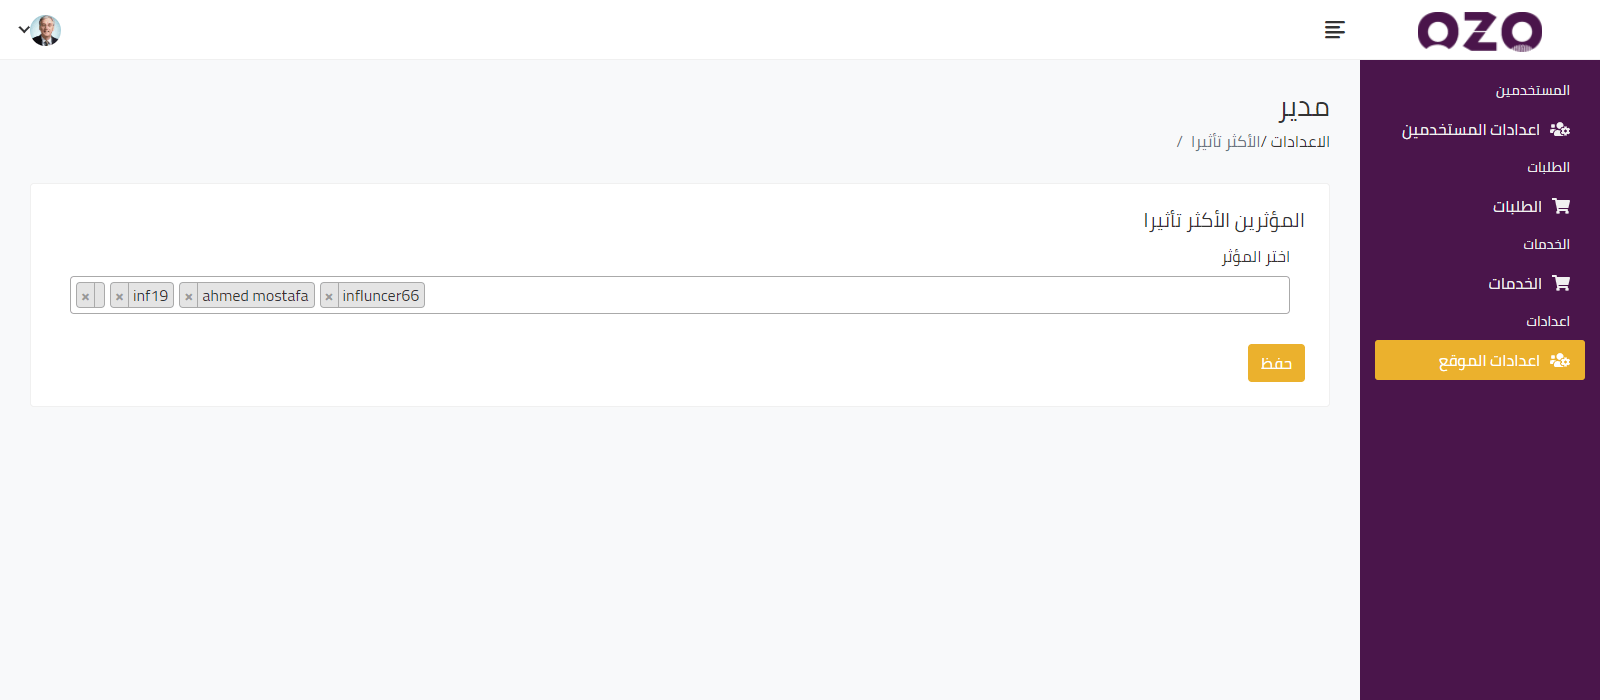 OZO
المستخدمين
اعدادات المستخدمين
الطلبات
الطلبات
الخدمات
الخدمات
اعدادات
اعدادات الموقع
مدير
الاعدادات /الأكثر تأثيرا /
المؤثرين الأكثر تأثيرا
اختر المؤثر
× × inf19 × ahmed mostafa × influncer66
حفظ